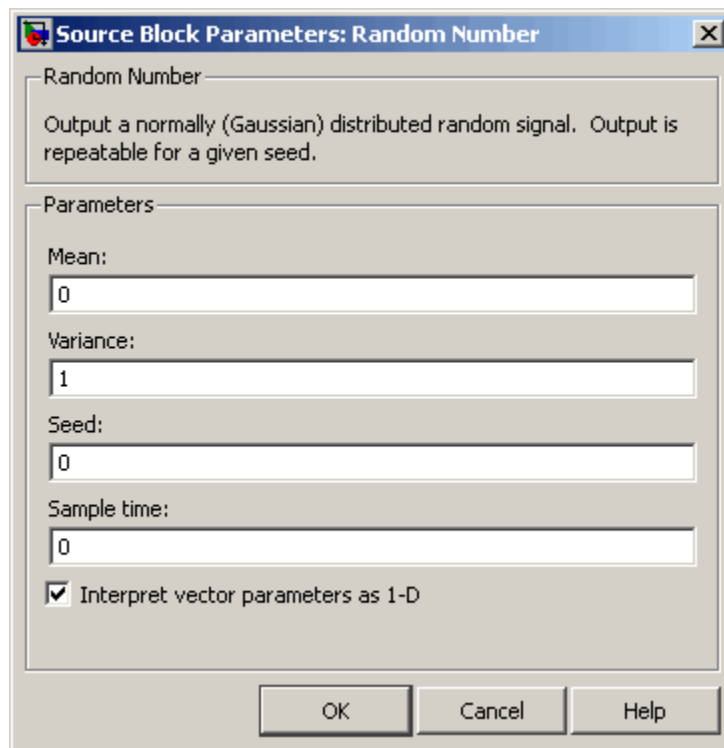 Source Block Parameters: Random Number
Random Number
Output a normally (Gaussian) distributed random signal.  Output is
repeatable for a given seed.
Parameters
Mean:
0
Variance:
1
Seed:
0
Sample time:
0
Interpret vector parameters as 1-D
OK Cancel Help